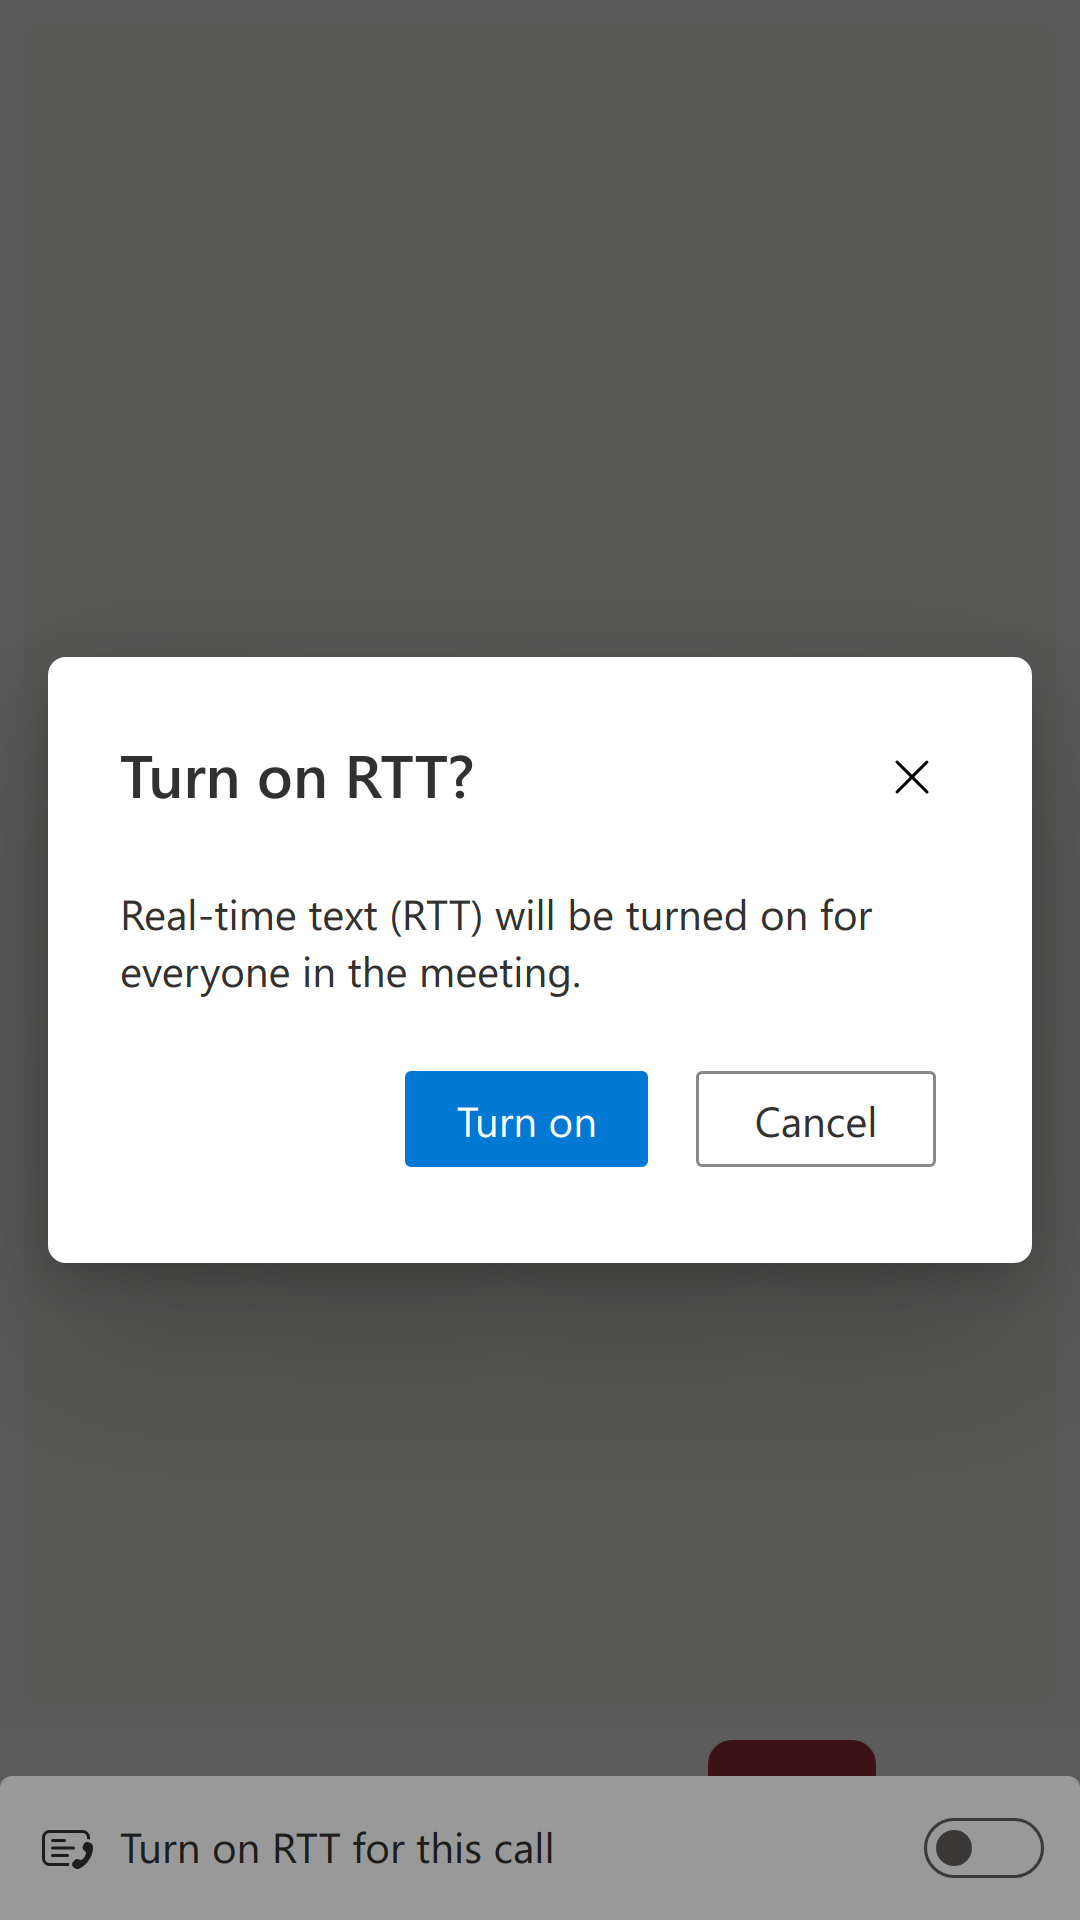 Turn on RTT?
Real-time text (RTT) will be turned on for
everyone in the meeting.
Turn on
Cancel
Turn on RTT for this call